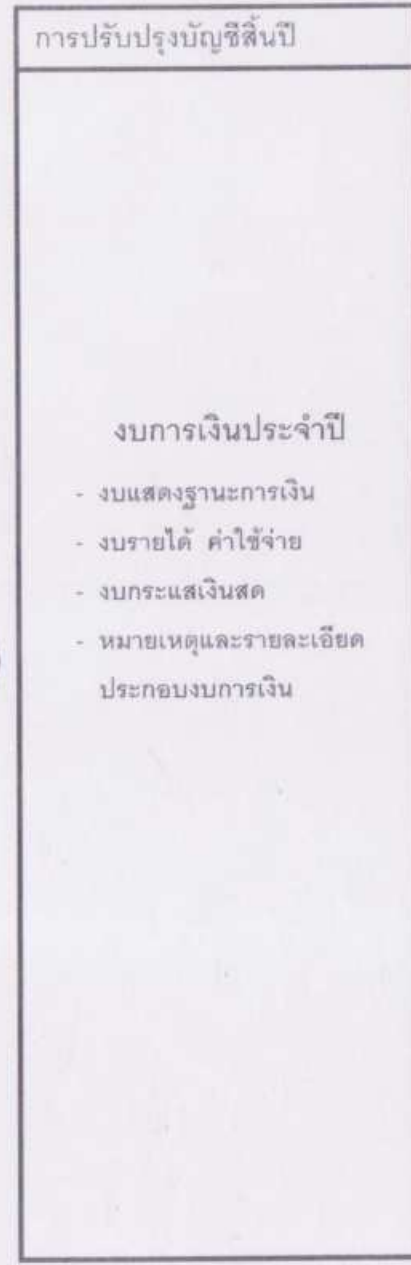 การปรับปรุงบัญชีสิ้นปี
งบการเงินประจำปี
- งบแสดงฐานะการเงิน
- งบรายได้ ค่าใช้จ่าย
- งบกระแสเงินสด
- หมายเหตุและรายละเอียด
ประกอบงบการเงิน